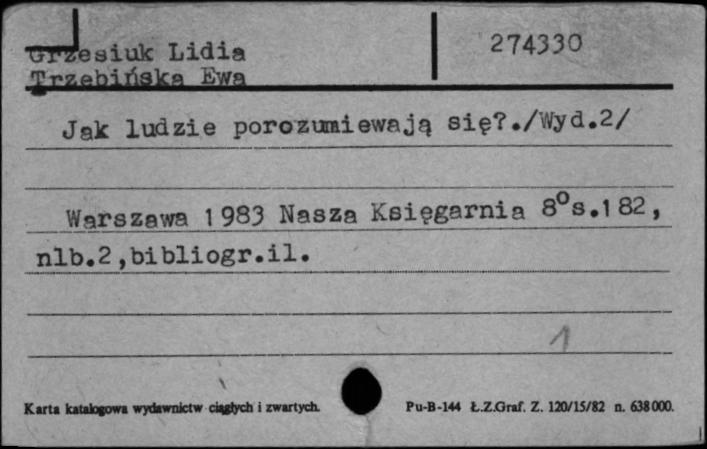 Grzesiuk Lidia
274330
Trzebińska Ewa
Jak ludzie porozumiewają się?./Wyd.2/
Warszawa 1983 Nasza Księgarnia 8°s.182,
nlb.2,bibliogr.il.
1
Karta katalogowa wydawnictw ciągłych i zwartych.
Pu-B-144 Ł.Z.Graf. Z. 120/15/82 n. 638000.